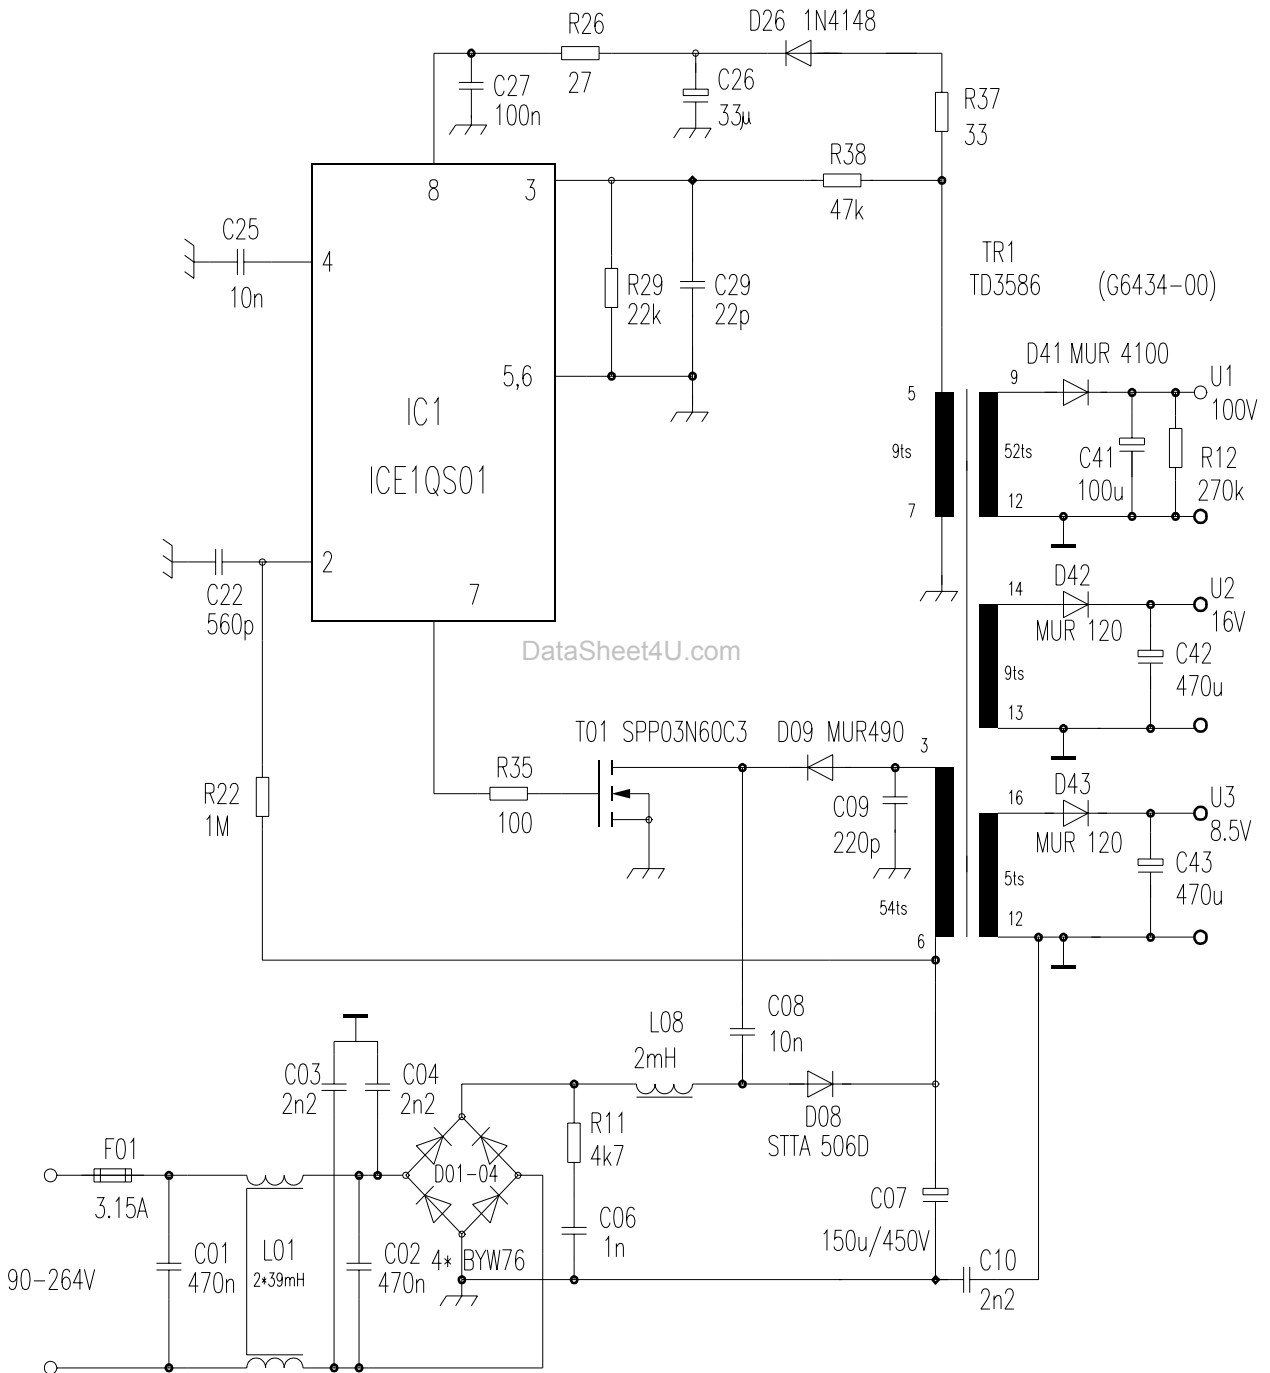 R26
27
D26 1N4148
C27
100n
C26
33µ
R37
33
R38
47k
8
3
4
C25
10n
R29
22k
C29
22p
TR1
TD3586 (G6434-00)
5,6
IC1
ICE1QS01
D41 MUR 4100
5
9
U1
100V
9ts
52ts
C41
100u
R12
270k
7
12
2
C22
560p
7
14
D42
MUR 120
U2
16V
9ts
C42
470u
13
DataSheet4U.com
T01 SPP03N60C3
D09 MUR490
3
R35
100
R22
1M
C09
220p
16
D43
MUR 120
U3
8.5V
54ts
5ts
C43
470u
6
12
L08
2mH
C08
10n
C03
2n2
C04
2n2
R11
4k7
D08
STTA 506D
F01
3.15A
D01-04
C07
150u/450V
C06
1n
90-264V
C01
470n
L01
2*39mH
C02
470n
4* BYW76
C10
2n2